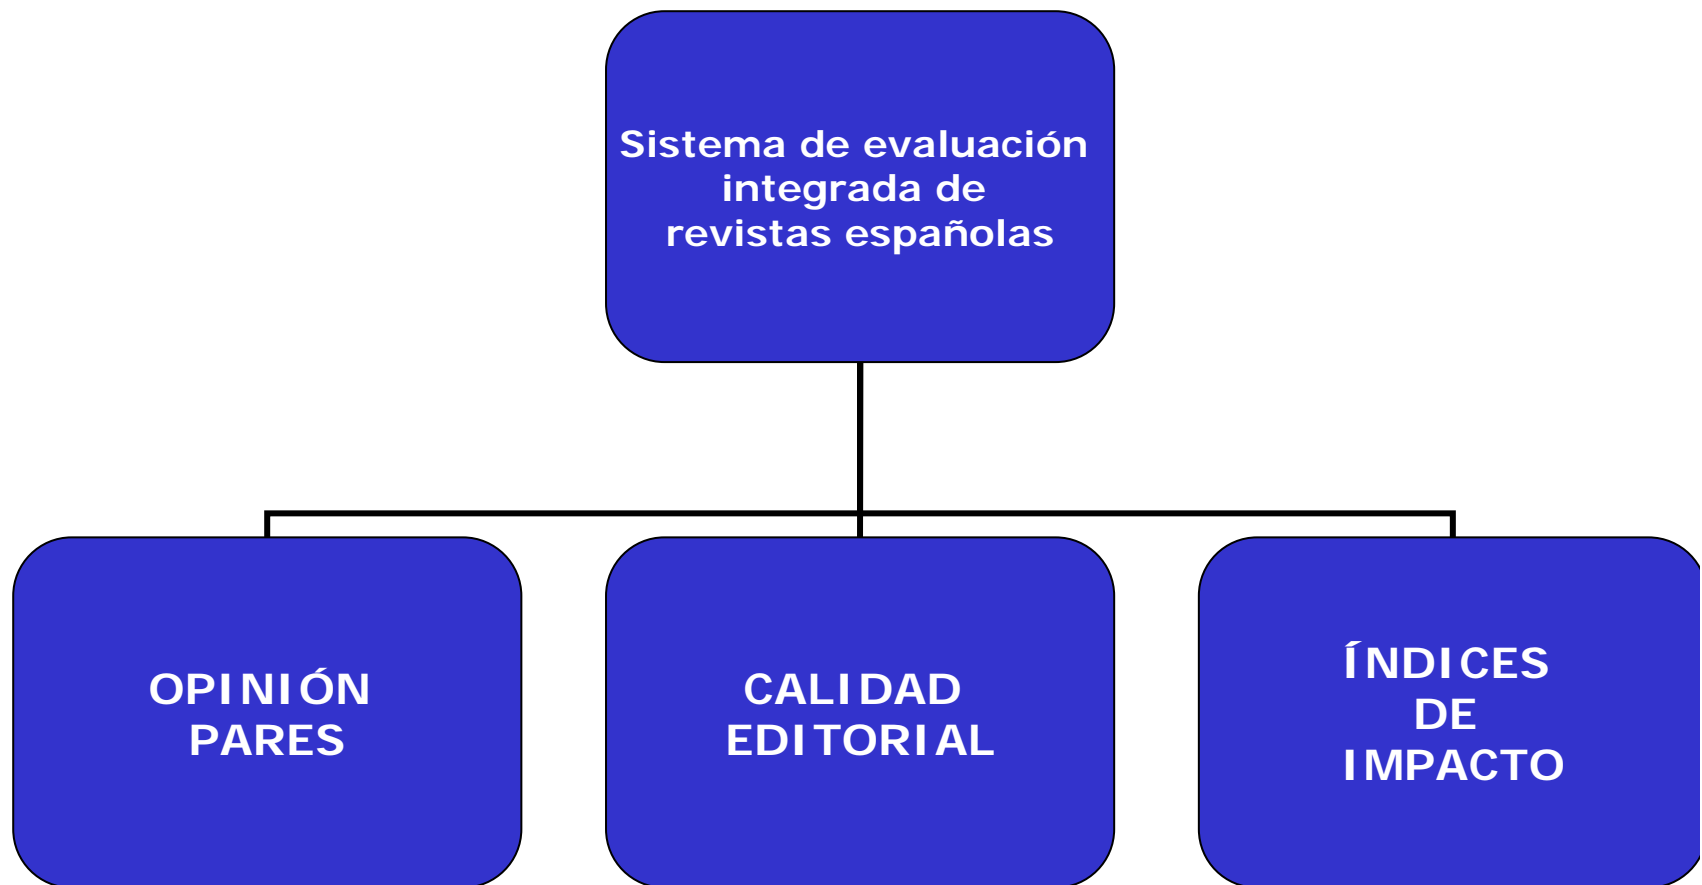 Sistema de evaluación
integrada de
revistas españolas
OPINIÓN
PARES
CALIDAD
EDITORIAL
ÍNDICES
DE
IMPACTO